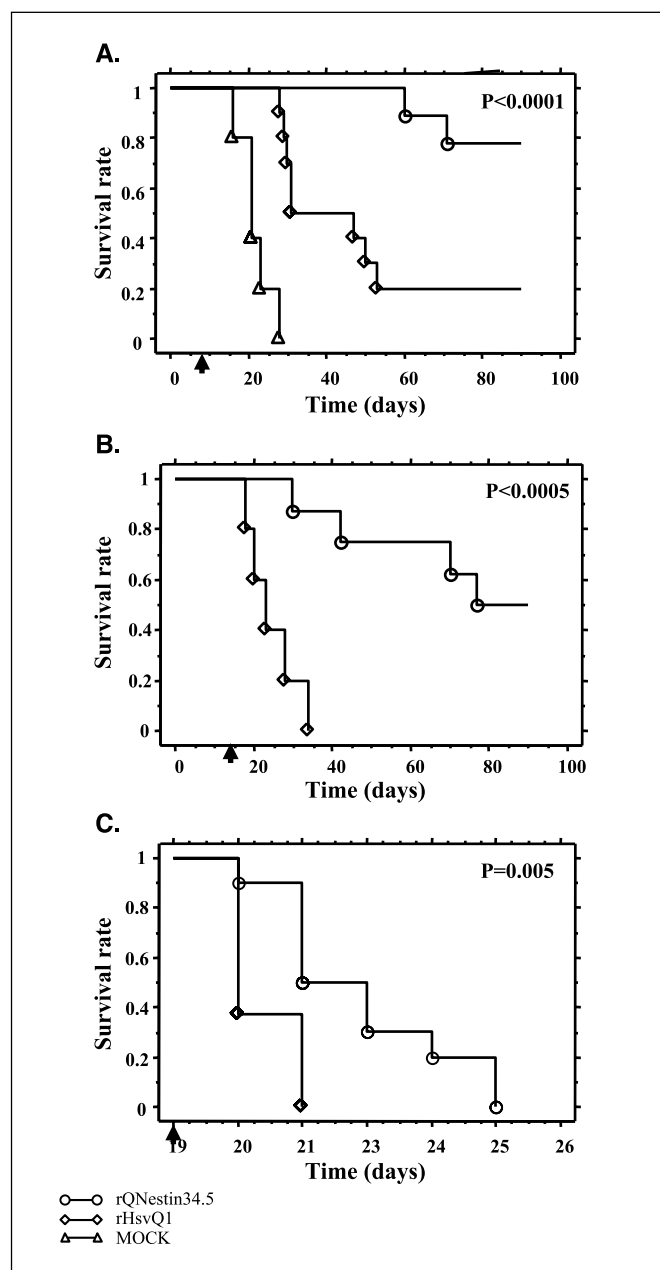 A.
P<0.0001
1
0.8
0.6
0.4
0.2
0
Survival rate
0 20 40 60 80 100
Time (days)
B.
P<0.0005
1
0.8
0.6
0.4
0.2
0
Survival rate
0 20 40 60 80 100
Time (days)
C.
P=0.005
1
0.8
0.6
0.4
0.2
0
Survival rate
19 20 21 23 24 25 26
Time (days)
rQNestin34.5
rHsvQ1
MOCK